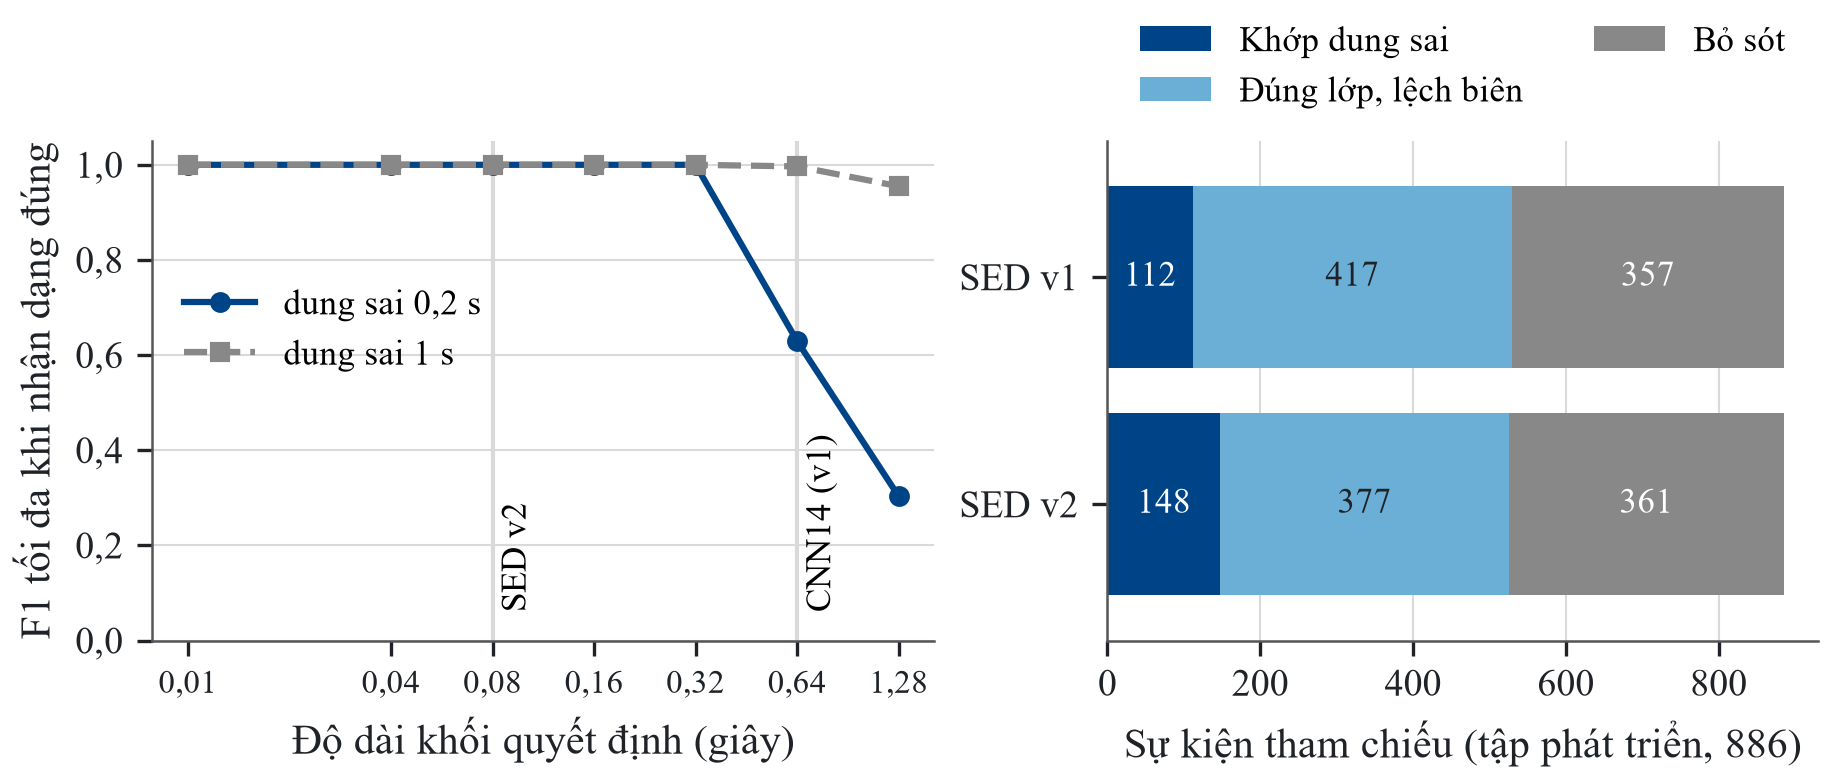 F1 tối đa khi nhận dạng đúng
1,0
0,8
0,6
0,4
0,2
0,0
dung sai 0,2 s
dung sai 1 s
SED v2
CNN14 (v1)
0,01 0,04 0,08 0,16 0,32 0,64 1,28
Độ dài khối quyết định (giây)
Khớp dung sai
Đúng lớp, lệch biên
Bỏ sót
SED v1
112 417 357
SED v2
148 377 361
0 200 400 600 800
Sự kiện tham chiếu (tập phát triển, 886)